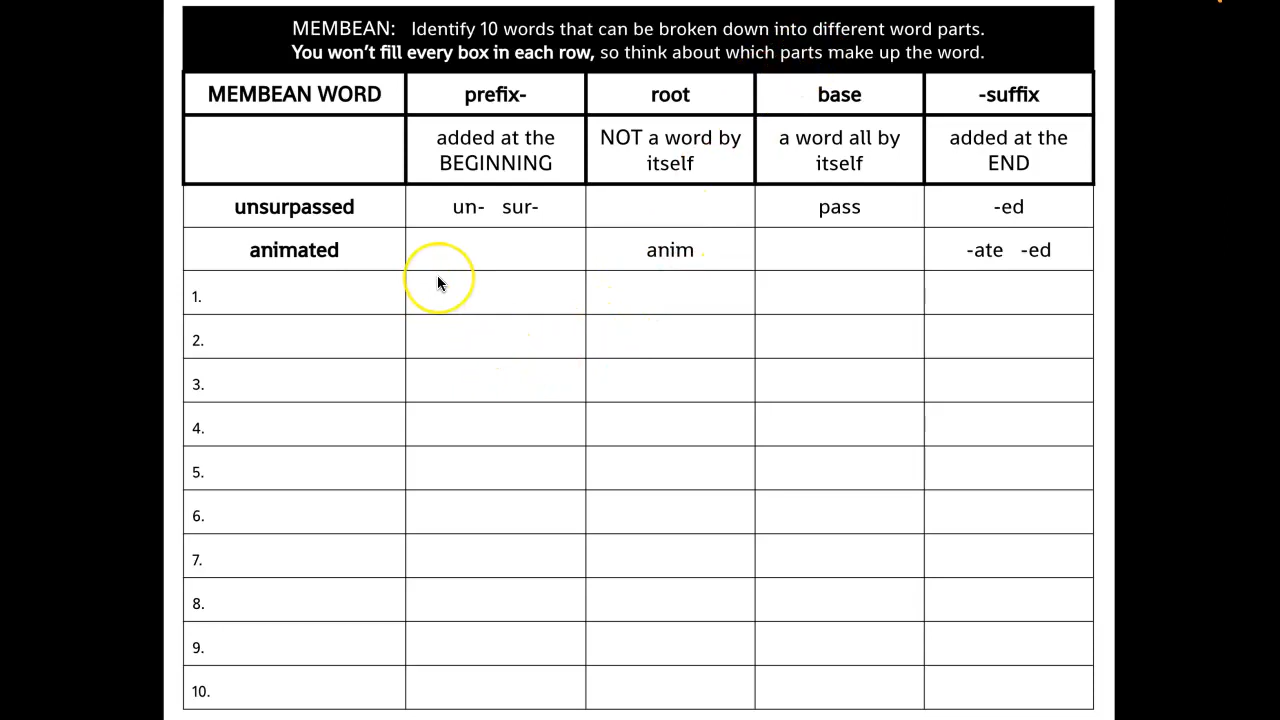 MEMBEAN: Identify 10 words that can be broken down into different word parts.
You won't fill every box in each row, so think about which parts make up the word.
MEMBEAN WORD prefix- root base -suffix
added at the BEGINNING NOT a word by itself a word all by itself added at the END
unsurpassed un- sur- pass -ed
animated anim -ate -ed
1.
2.
3.
4.
5.
6.
7.
8.
9.
10.